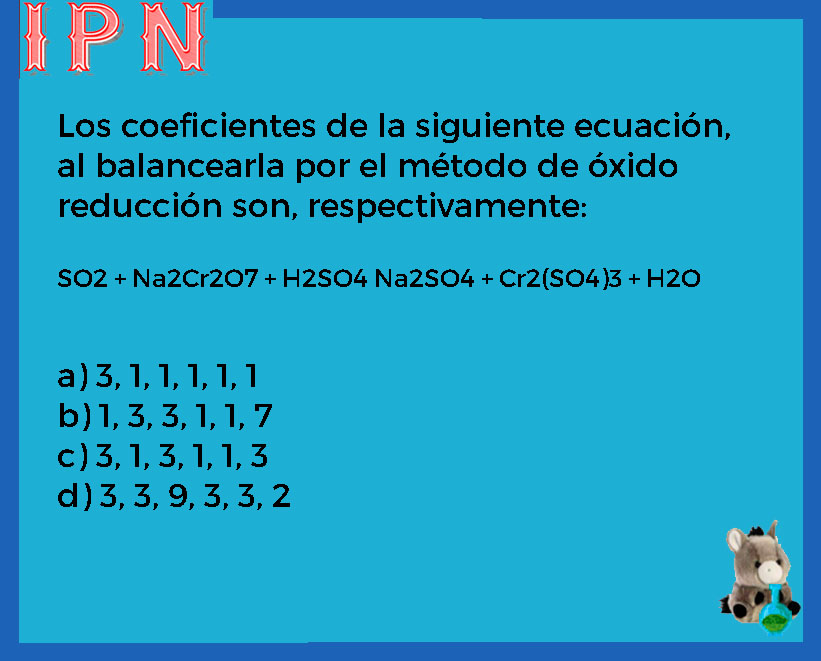 IPN
Los coeficientes de la siguiente ecuación,
al balancearla por el método de óxido
reducción son, respectivamente:
SO2 + Na2Cr2O7 + H2SO4 Na2SO4 + Cr2(SO4)3 + H2O
a) 3, 1, 1, 1, 1, 1
b) 1, 3, 3, 1, 1, 7
c) 3, 1, 3, 1, 1, 3
d) 3, 3, 9, 3, 3, 2